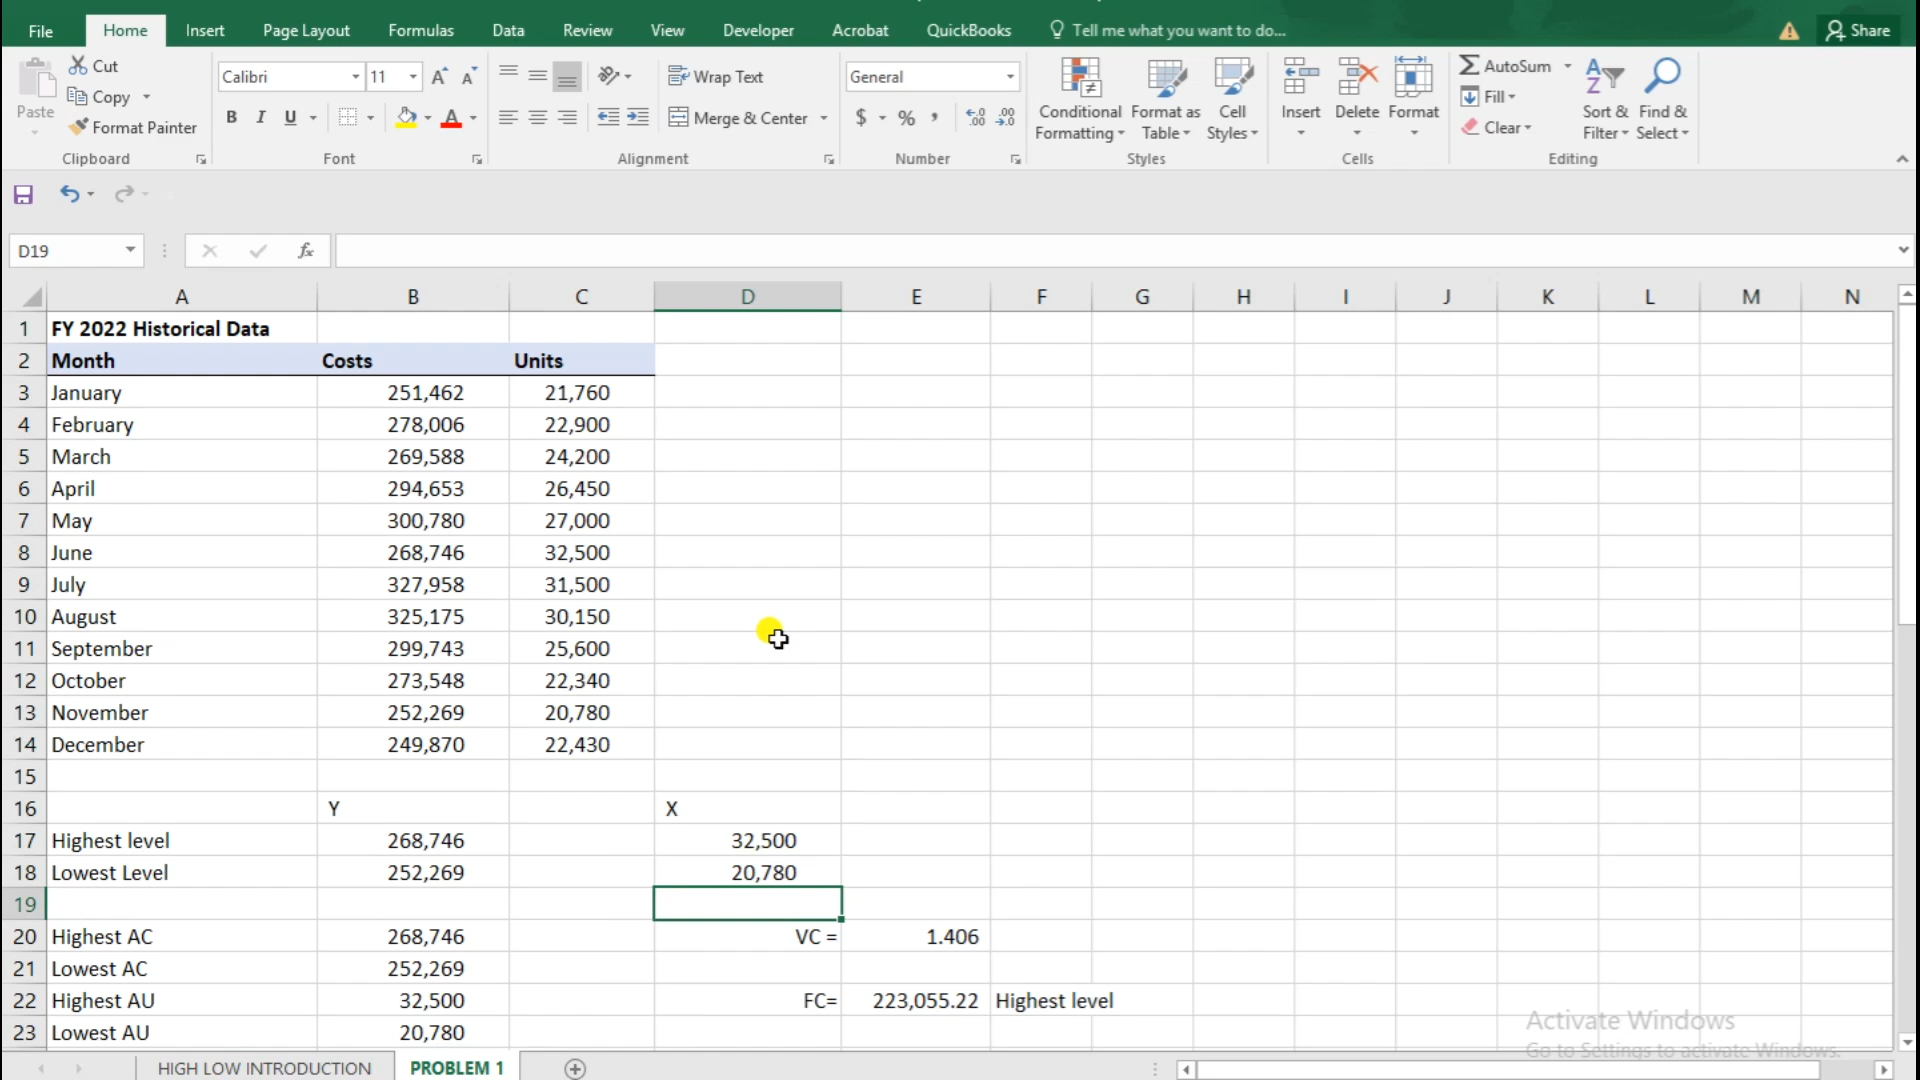 File Home Insert Page Layout Formulas Data Review View Developer Acrobat QuickBooks Tell me what you want to do... Share
Cut
Copy
Format Painter
Paste
Clipboard
Calibri 11
B I U
Font
Wrap Text
Merge & Center
Alignment
General
$ % ,
Number
Conditional Formatting
Format as Table
Cell Styles
Styles
Insert Delete Format
Cells
AutoSum
Fill
Clear
Sort & Filter
Find & Select
Editing
D19 fx
A B C D E F G H I J K L M N
1 FY 2022 Historical Data
2 Month Costs Units
3 January 251,462 21,760
4 February 278,006 22,900
5 March 269,588 24,200
6 April 294,653 26,450
7 May 300,780 27,000
8 June 268,746 32,500
9 July 327,958 31,500
10 August 325,175 30,150
11 September 299,743 25,600
12 October 273,548 22,340
13 November 252,269 20,780
14 December 249,870 22,430
15
16 Y X
17 Highest level 268,746 32,500
18 Lowest Level 252,269 20,780
19
20 Highest AC 268,746 VC = 1.406
21 Lowest AC 252,269
22 Highest AU 32,500 FC= 223,055.22 Highest level
23 Lowest AU 20,780
Activate Windows
Go to Settings to activate Windows.
HIGH LOW INTRODUCTION PROBLEM 1